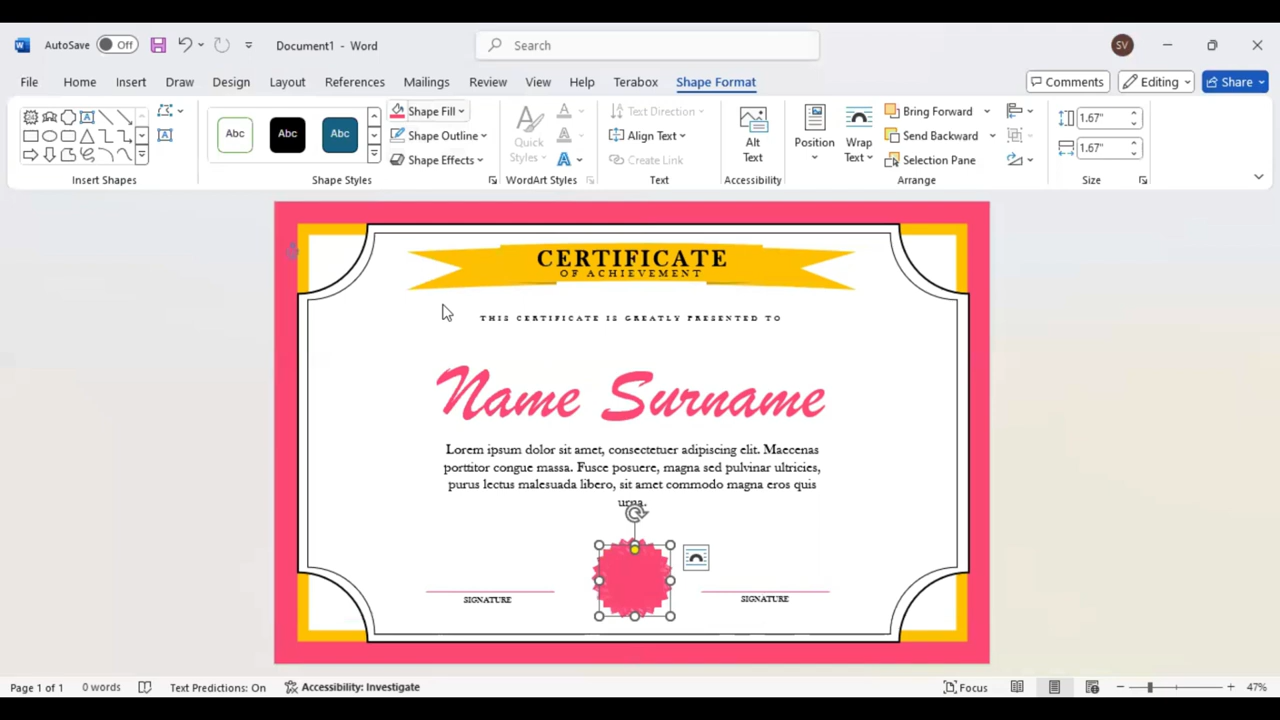 AutoSave Off Document1 - Word Search SV
File Home Insert Draw Design Layout References Mailings Review View Help Terabox Shape Format Comments Editing Share
Abc Abc Abc
Shape Fill
Shape Outline
Shape Effects
Quick Styles
Text Direction
Align Text
Create Link
Alt Text
Position
Wrap Text
Bring Forward
Send Backward
Selection Pane
1.67"
1.67"
Insert Shapes Shape Styles WordArt Styles Text Accessibility Arrange Size
CERTIFICATE
OF ACHIEVEMENT
THIS CERTIFICATE IS GREATLY PRESENTED TO
Name Surname
Lorem ipsum dolor sit amet, consectetuer adipiscing elit. Maecenas
porttitor congue massa. Fusce posuere, magna sed pulvinar ultricies,
purus lectus malesuada libero, sit amet commodo magna eros quis
urna.
SIGNATURE SIGNATURE
Page 1 of 1 0 words Text Predictions: On Accessibility: Investigate Focus 47%